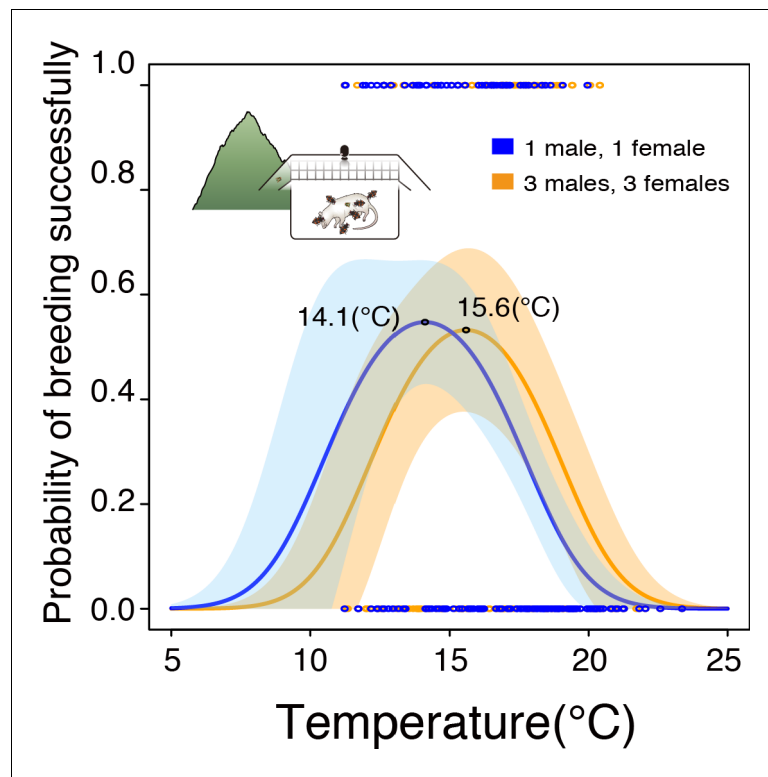 Probability of breeding successfully
1.0
0.8
0.6
0.4
0.2
0.0
1 male, 1 female
3 males, 3 females
14.1(°C)
15.6(°C)
5
10
15
20
25
Temperature(°C)